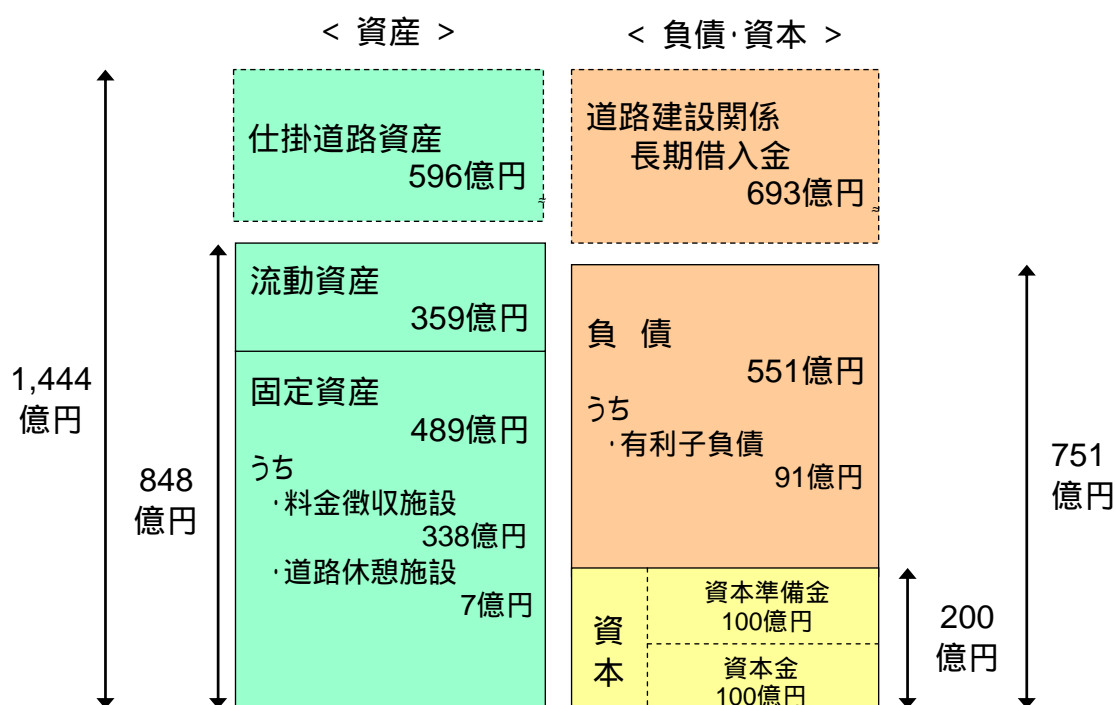 < 資産 >
< 負債・資本 >
仕掛道路資産
596億円
流動資産
359億円
固定資産
489億円
うち
・料金徴収施設
338億円
・道路休憩施設
7億円
道路建設関係
長期借入金
693億円
負 債
551億円
うち
・有利子負債
91億円
資
本
資本準備金
100億円
資本金
100億円
1,444
億円
848
億円
751
億円
200
億円